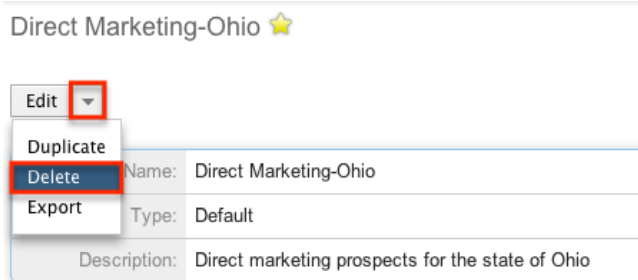 Direct Marketing-Ohio
Edit
Duplicate
Delete
Export
Name: Direct Marketing-Ohio
Type: Default
Description: Direct marketing prospects for the state of Ohio